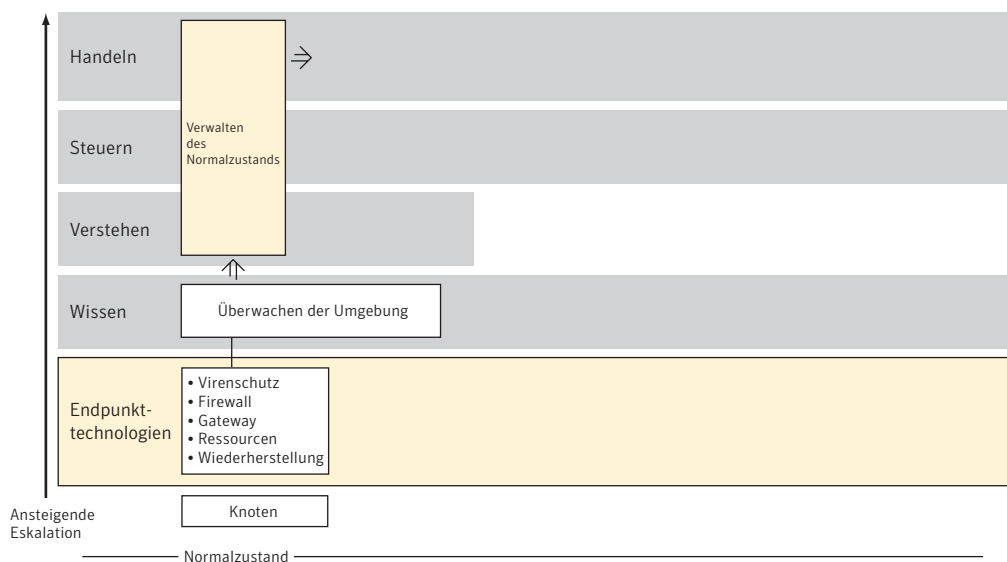 Handeln
Verwalten
des
Normalzustands
Steuern
Verstehen
Wissen
Überwachen der Umgebung
Endpunkt-
technologien
• Virenschutz
• Firewall
• Gateway
• Ressourcen
• Wiederherstellung
Knoten
Ansteigende
Eskalation
Normalzustand